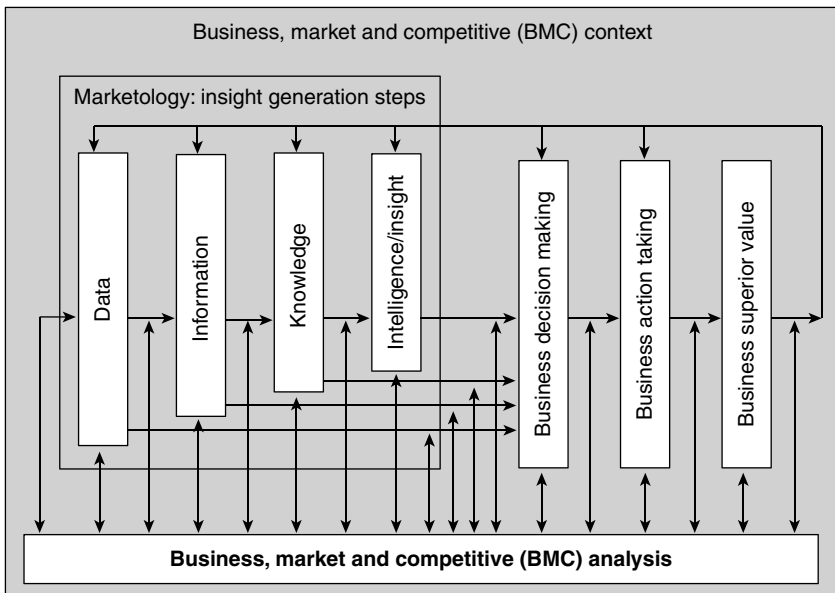 Business, market and competitive (BMC) context
Marketology: insight generation steps
Data
Information
Knowledge
Intelligence/insight
Business decision making
Business action taking
Business superior value
Business, market and competitive (BMC) analysis